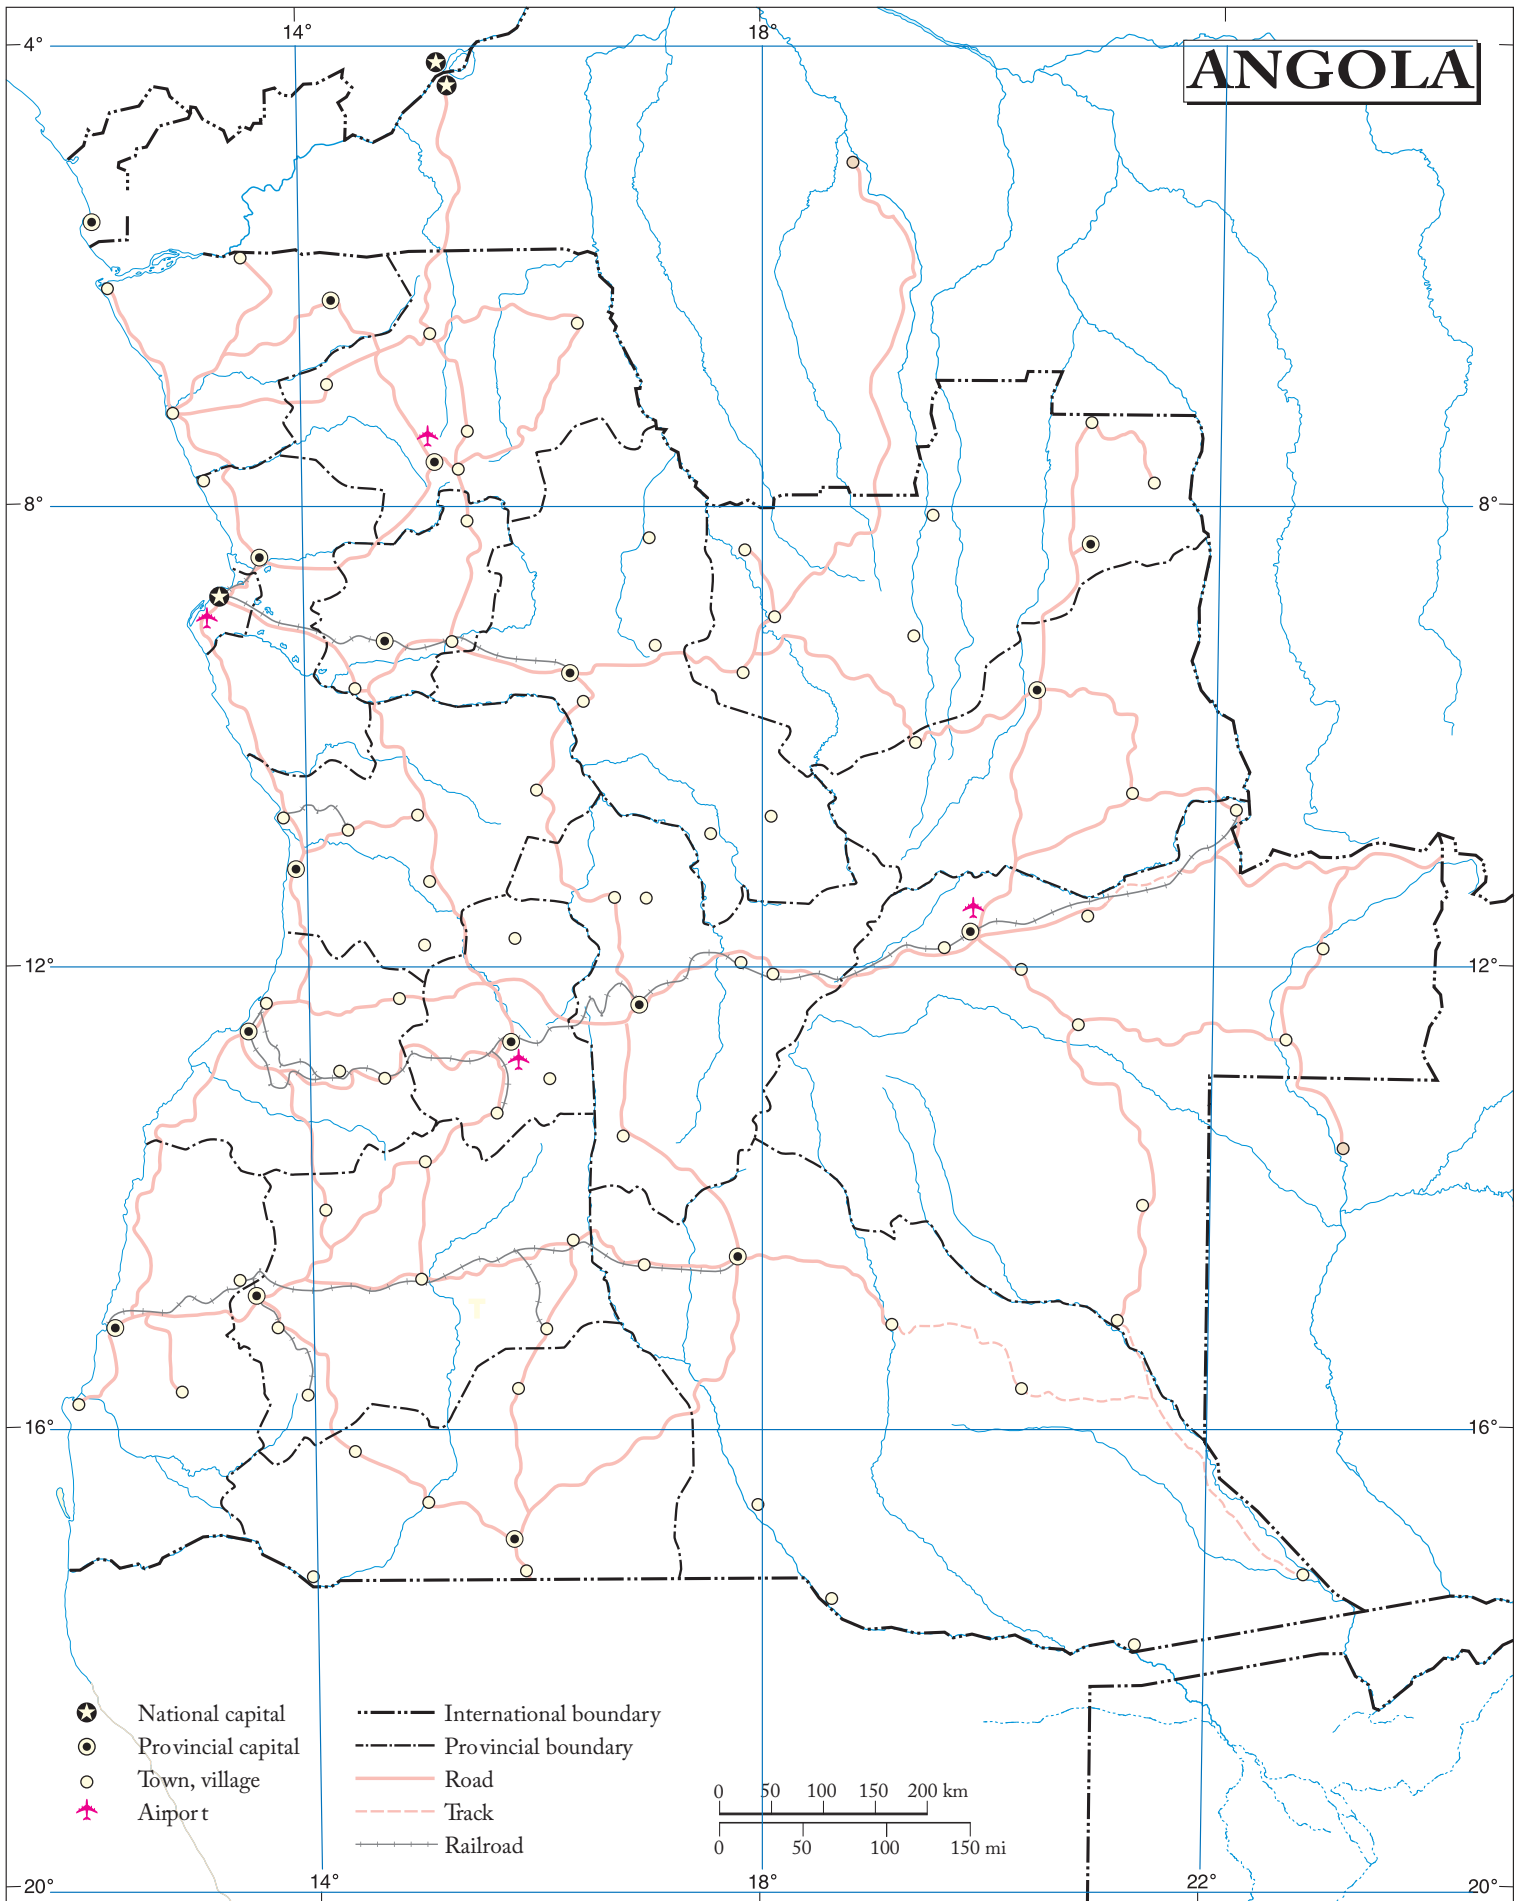 14° 18°
4°
ANGOLA
8° 8°
12° 12°
16° 16°
National capital
Provincial capital
Town, village
Airport
International boundary
Provincial boundary
Road
Track
Railroad
0 50 100 150 200 km
0 50 100 150 mi
14° 18° 22°
20° 20°